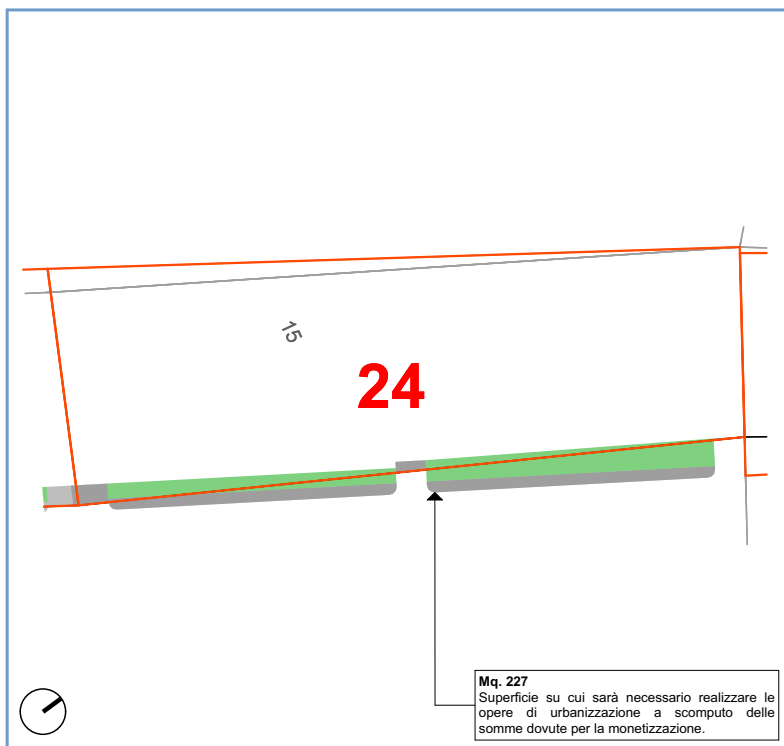 15
24
Mq. 227
Superficie su cui sarà necessario realizzare le
opere di urbanizzazione a scomputo delle
somme dovute per la monetizzazione.